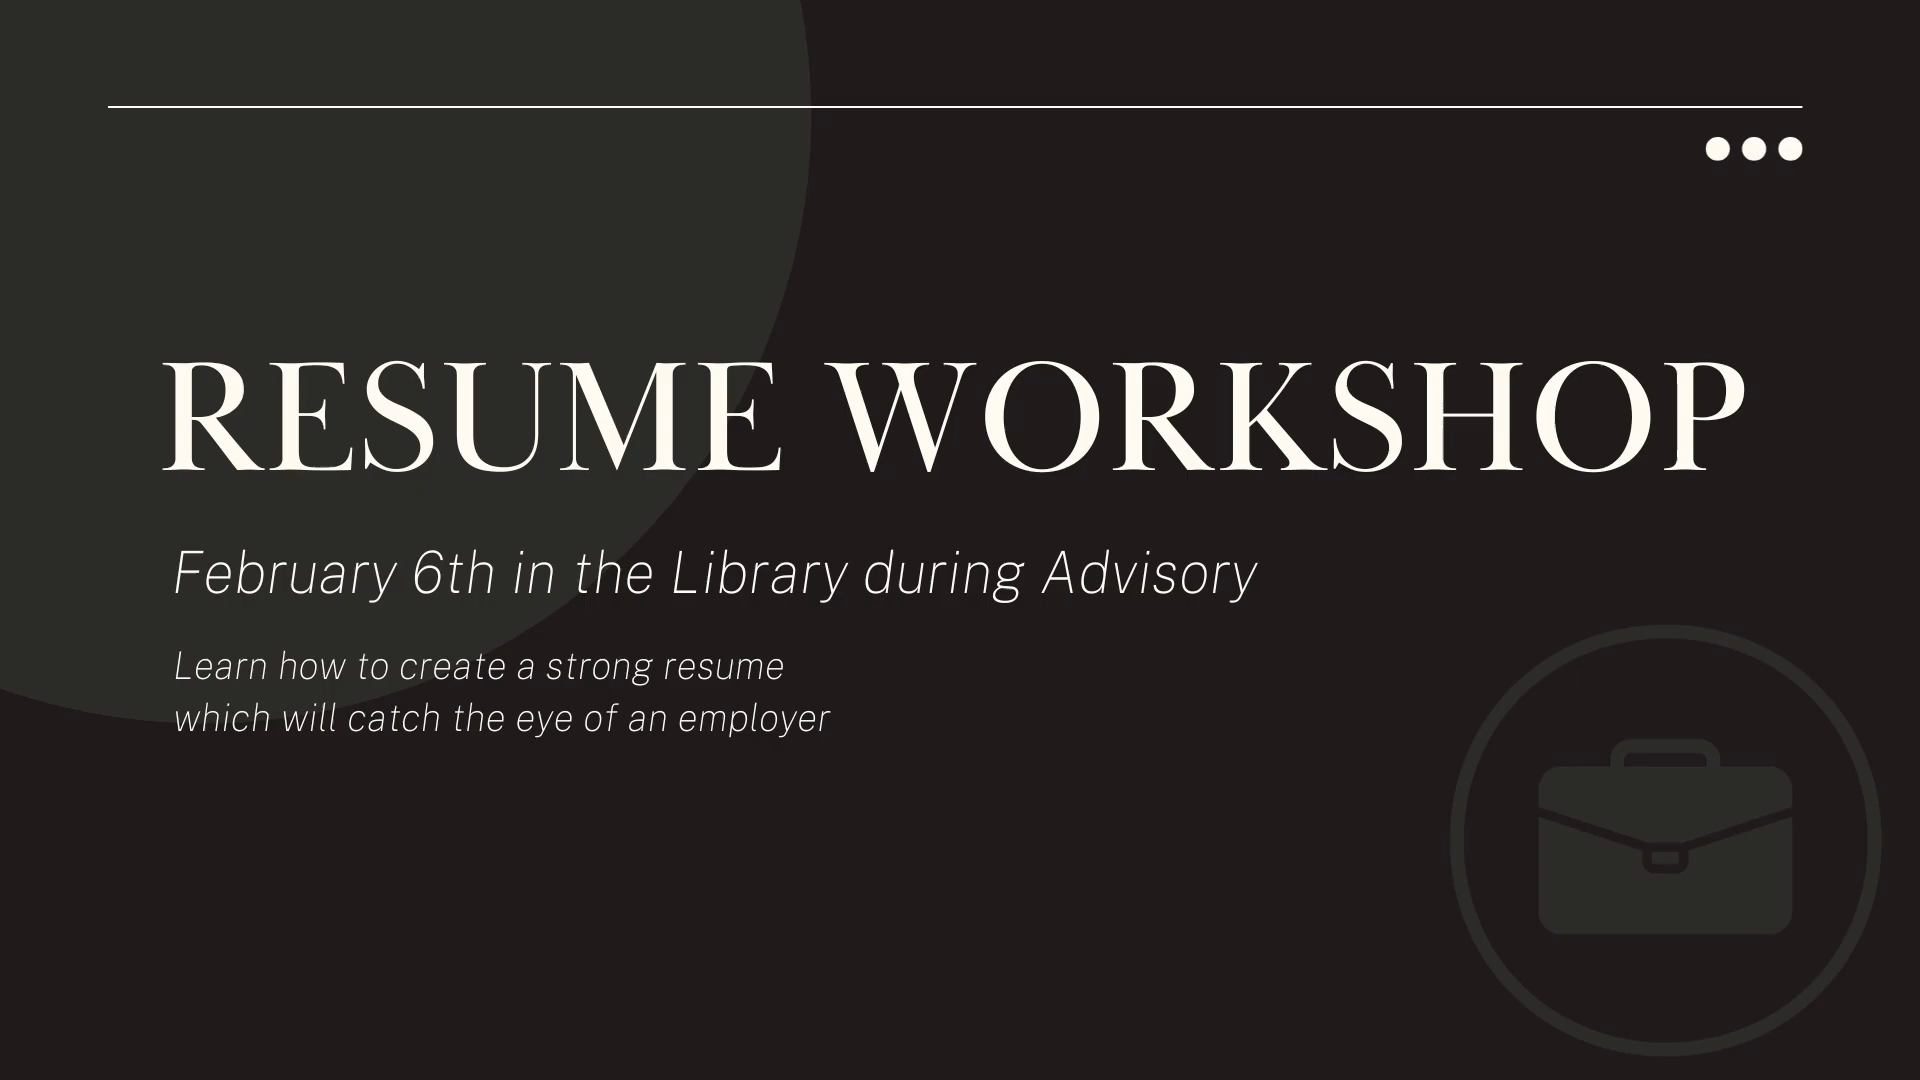 RESUME WORKSHOP
February 6th in the Library during Advisory
Learn how to create a strong resume
which will catch the eye of an employer